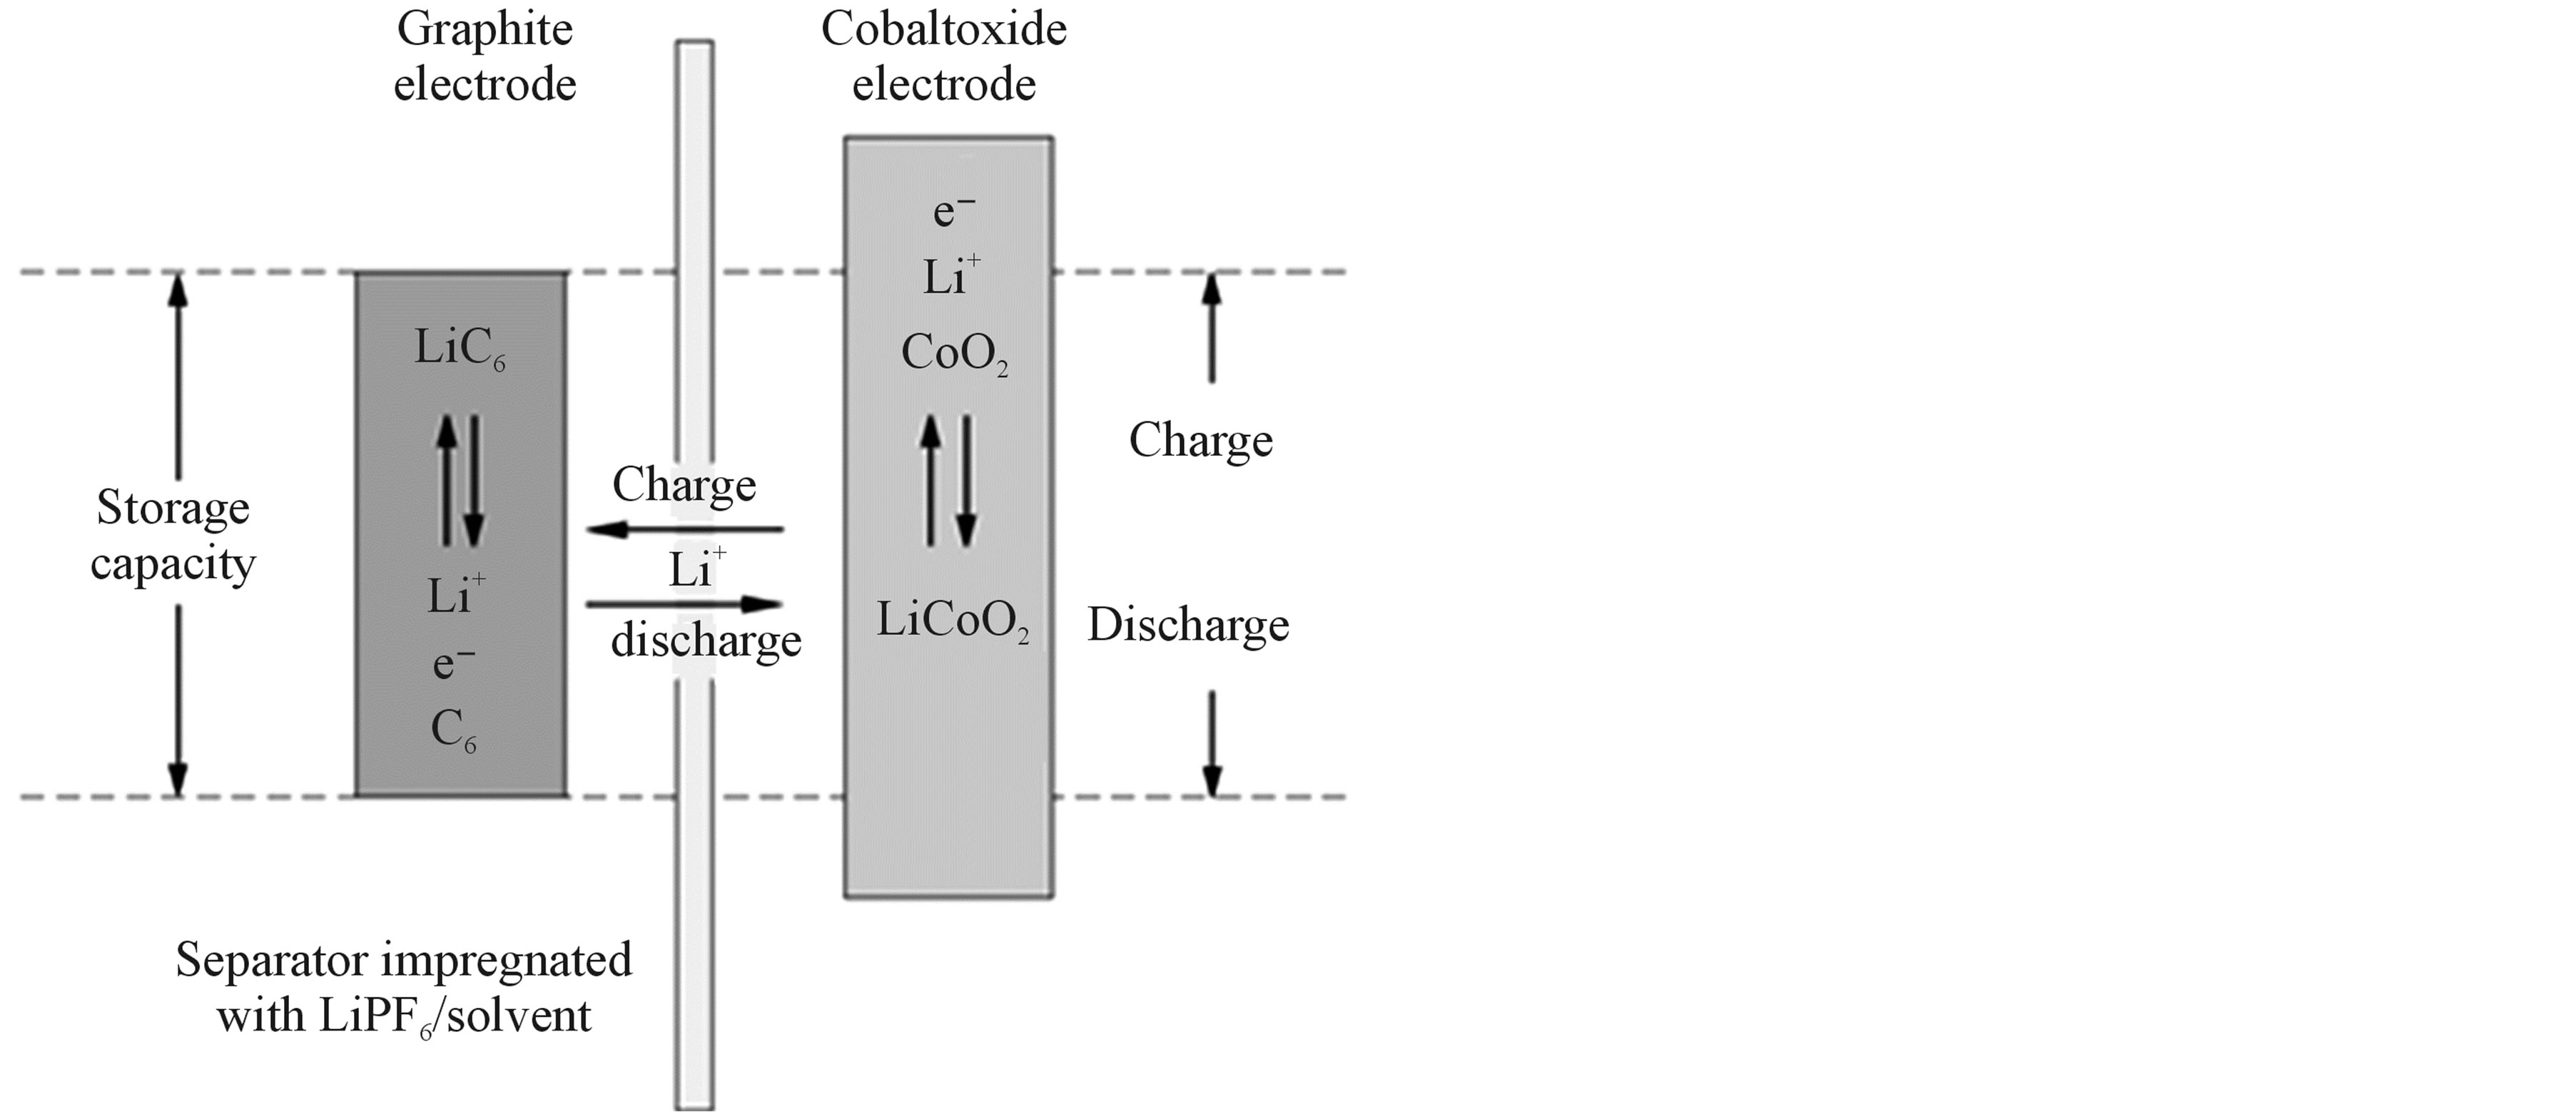 Graphite
electrode
Cobaltoxide
electrode
e⁻
Li⁺
CoO₂
LiCoO₂
LiC₆
Li⁺
e⁻
C₆
Storage
capacity
Charge
Li⁺
discharge
Charge
Discharge
Separator impregnated
with LiPF₆/solvent